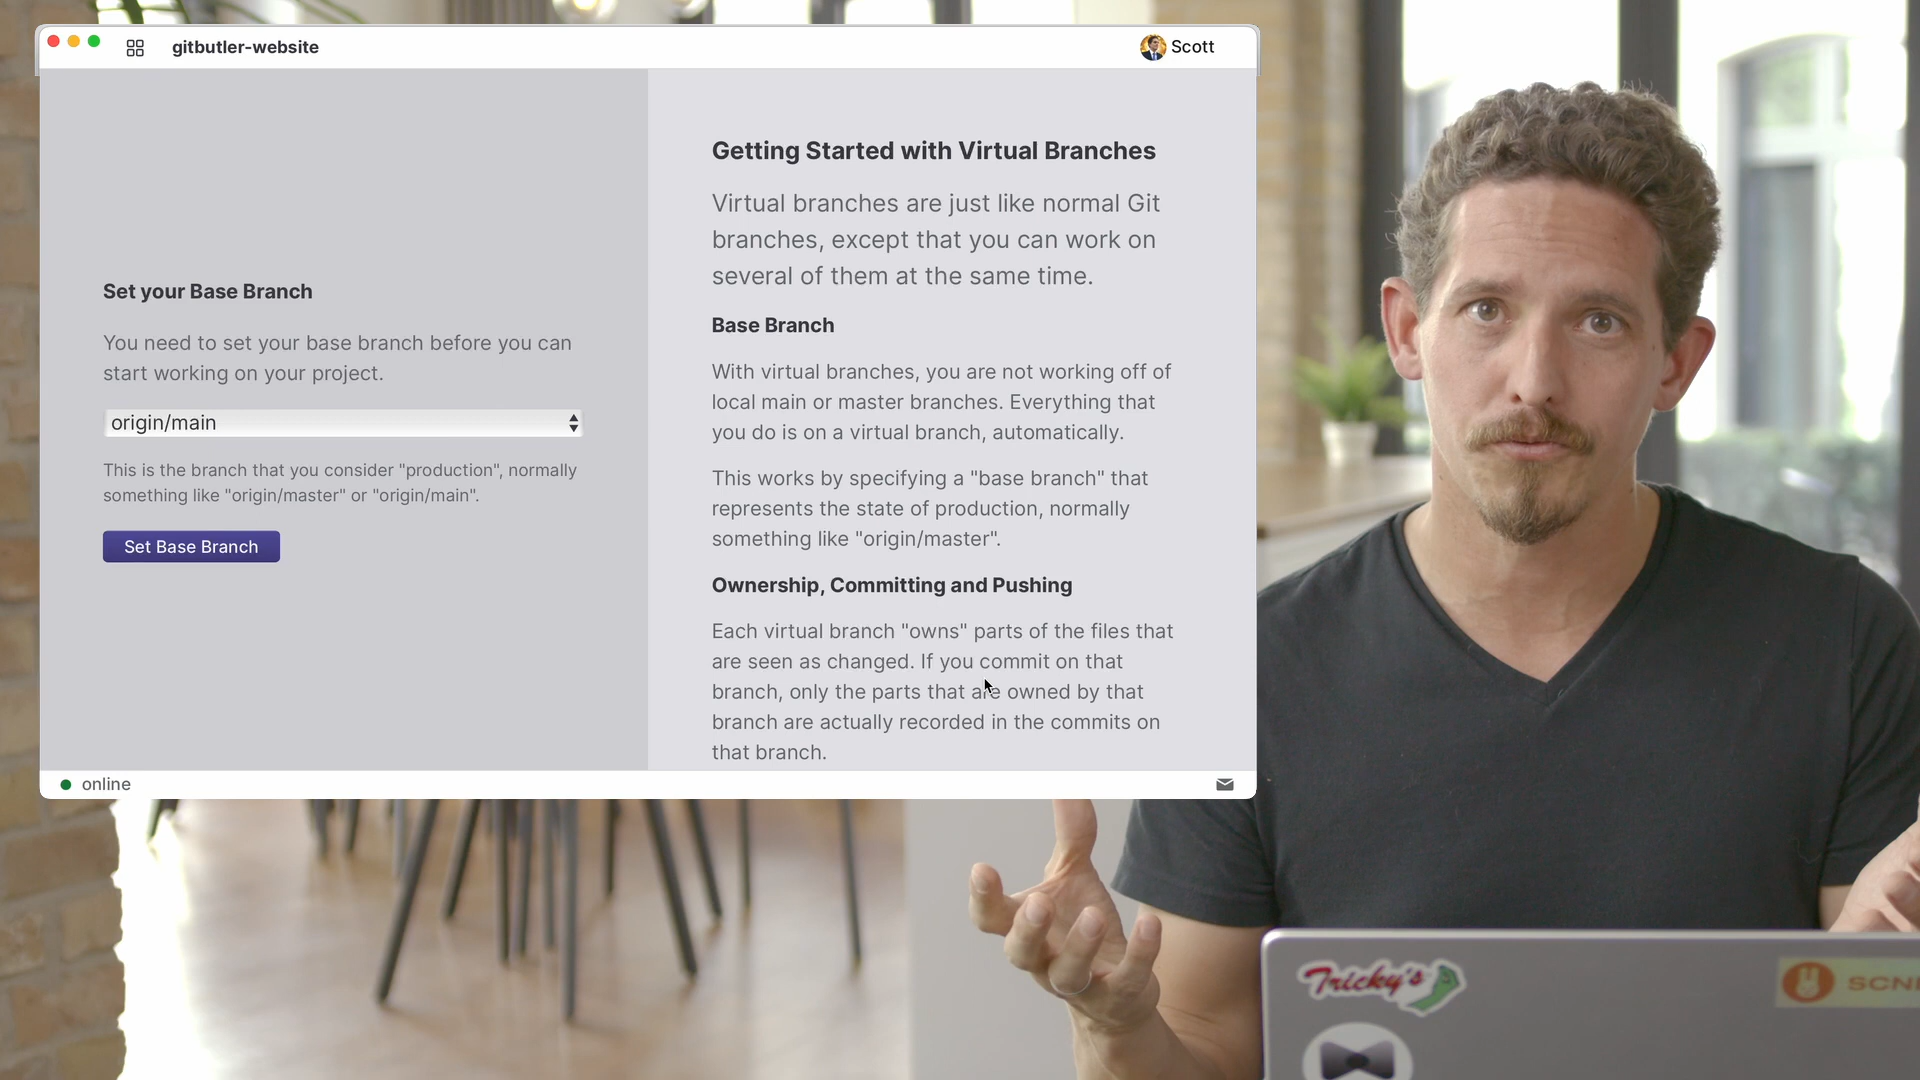 gitbutler-website
Scott
Set your Base Branch
You need to set your base branch before you can
start working on your project.
origin/main
This is the branch that you consider "production", normally
something like "origin/master" or "origin/main".
Set Base Branch
Getting Started with Virtual Branches
Virtual branches are just like normal Git
branches, except that you can work on
several of them at the same time.
Base Branch
With virtual branches, you are not working off of
local main or master branches. Everything that
you do is on a virtual branch, automatically.
This works by specifying a "base branch" that
represents the state of production, normally
something like "origin/master".
Ownership, Committing and Pushing
Each virtual branch "owns" parts of the files that
are seen as changed. If you commit on that
branch, only the parts that are owned by that
branch are actually recorded in the commits on
that branch.
online
Tricky's